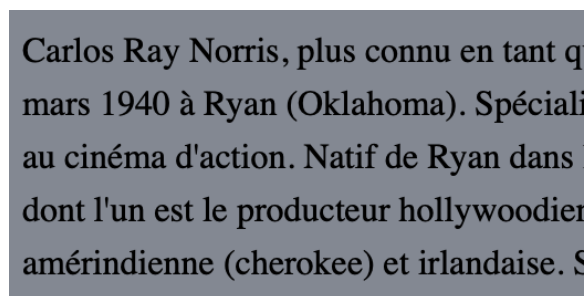 Carlos Ray Norris, plus connu en tant
mars 1940 à Ryan (Oklahoma). Spéciali
au cinéma d'action. Natif de Ryan dans
dont l'un est le producteur hollywoodien
amérindienne (cherokee) et irlandaise. S